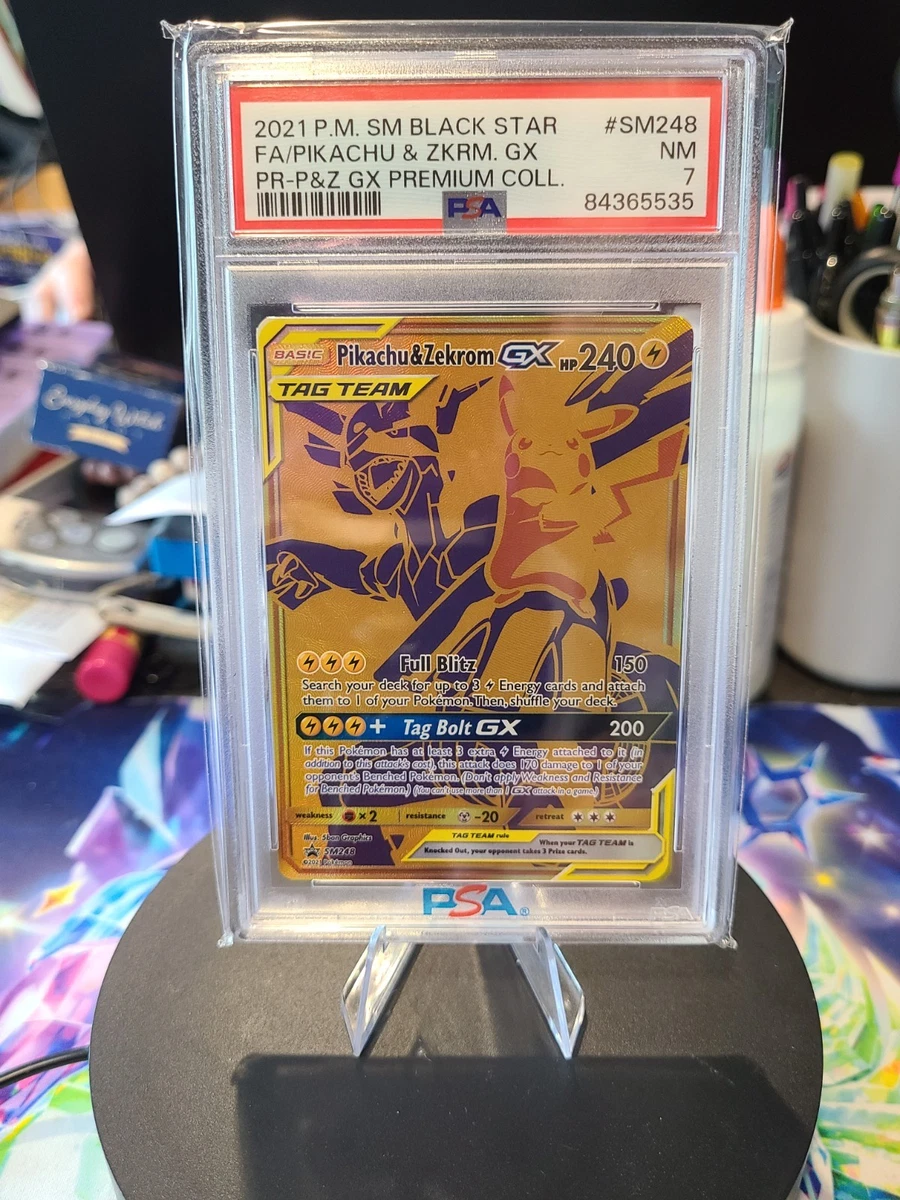 2021 P.M. SM BLACK STAR #SM248
FA/PIKACHU & ZKRM. GX NM
PR-P&Z GX PREMIUM COLL. 7
PSA 84365535
BASIC Pikachu&Zekrom GX HP 240
TAG TEAM
Full Blitz 150
Search your deck for up to 3 Energy cards and attach
them to 1 of your Pokémon. Then, shuffle your deck.
+ Tag Bolt GX 200
If this Pokémon has at least 3 extra Energy attached to it (in
addition to this attack's cost), this attack does 170 damage to 1 of your
opponent's Benched Pokémon. (Don't apply Weakness and Resistance
for Benched Pokémon.) (You can't use more than 1 GX attack in a game.)
weakness ×2 resistance -20 retreat
Illus. 5ban Graphics
SM248
©2021 Pokémon
TAG TEAM rule
When your TAG TEAM is
Knocked Out, your opponent takes 3 Prize cards.
PSA®